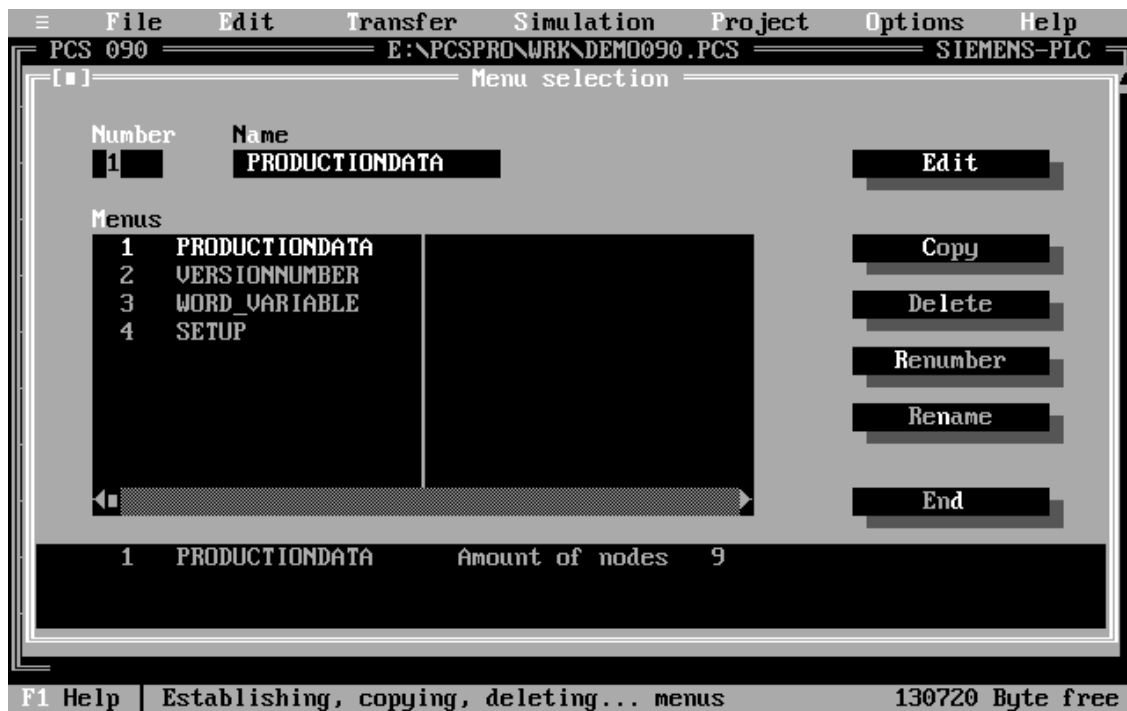 ≡ File Edit Transfer Simulation Project Options Help
PCS 090 E:\PCSPRO\WRK\DEMO090.PCS SIEMENS-PLC
[■] Menu selection
Number Name
1 PRODUCTIONDATA Edit
Menus
1 PRODUCTIONDATA Copy
2 VERSIONNUMBER
3 WORD_VARIABLE Delete
4 SETUP
Renumber
Rename
End
1 PRODUCTIONDATA Amount of nodes 9
F1 Help | Establishing, copying, deleting... menus 130720 Byte free